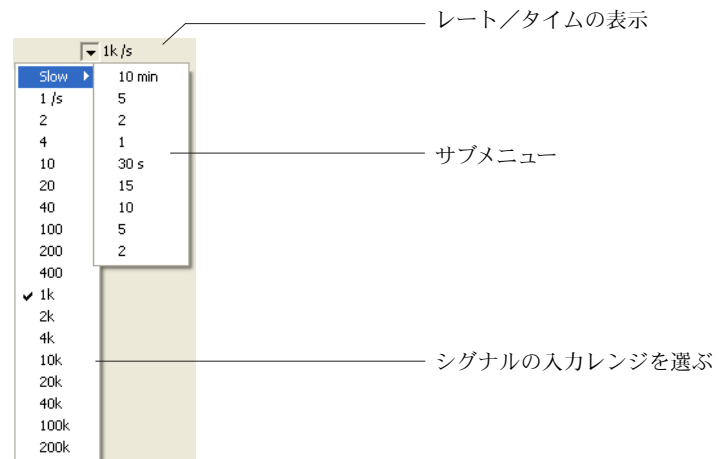 レート／タイムの表示
1k /s
Slow
1 /s
2
4
10
20
40
100
200
400
1k
2k
4k
10k
20k
40k
100k
200k
10 min
5
2
1
30 s
15
10
5
2
サブメニュー
シグナルの入力レンジを選ぶ